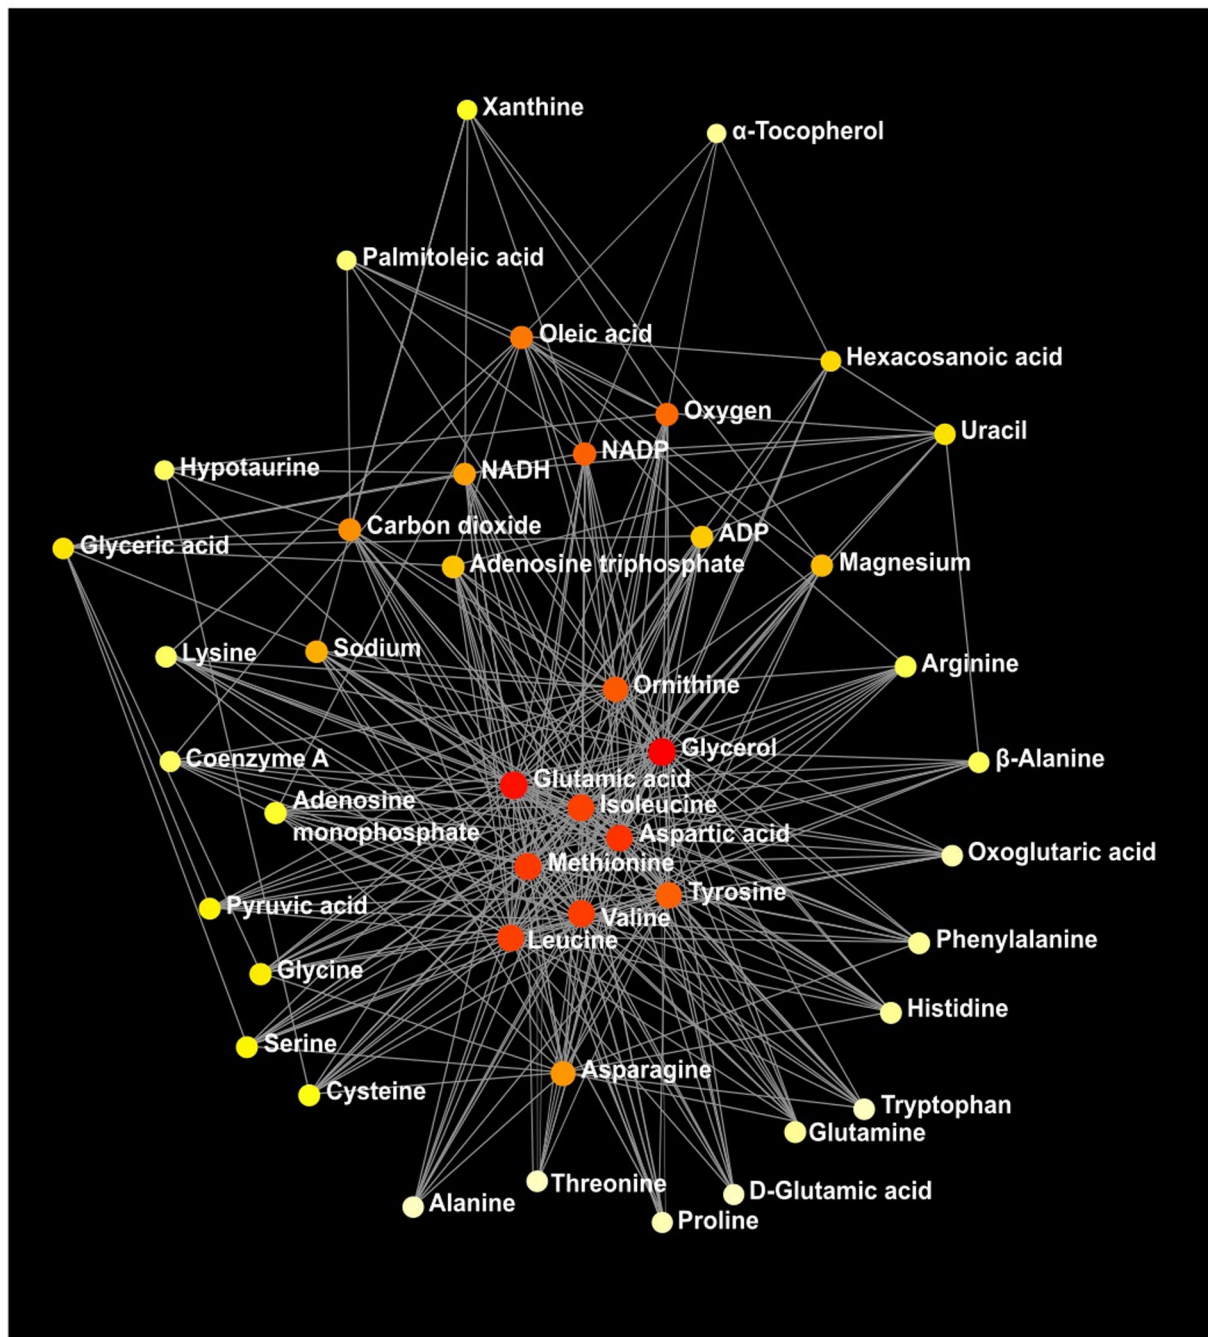 Xanthine
α-Tocopherol
Palmitoleic acid
Oleic acid
Hexacosanoic acid
Oxygen
Uracil
NADP
Hypotaurine
NADH
Carbon dioxide
ADP
Glyceric acid
Adenosine triphosphate
Magnesium
Lysine
Sodium
Arginine
Ornithine
Glycerol
Coenzyme A
β-Alanine
Glutamic acid
Adenosine
monophosphate
Isoleucine
Aspartic acid
Oxoglutaric acid
Methionine
Tyrosine
Pyruvic acid
Valine
Leucine
Phenylalanine
Glycine
Histidine
Serine
Asparagine
Cysteine
Tryptophan
Glutamine
Threonine
D-Glutamic acid
Alanine
Proline